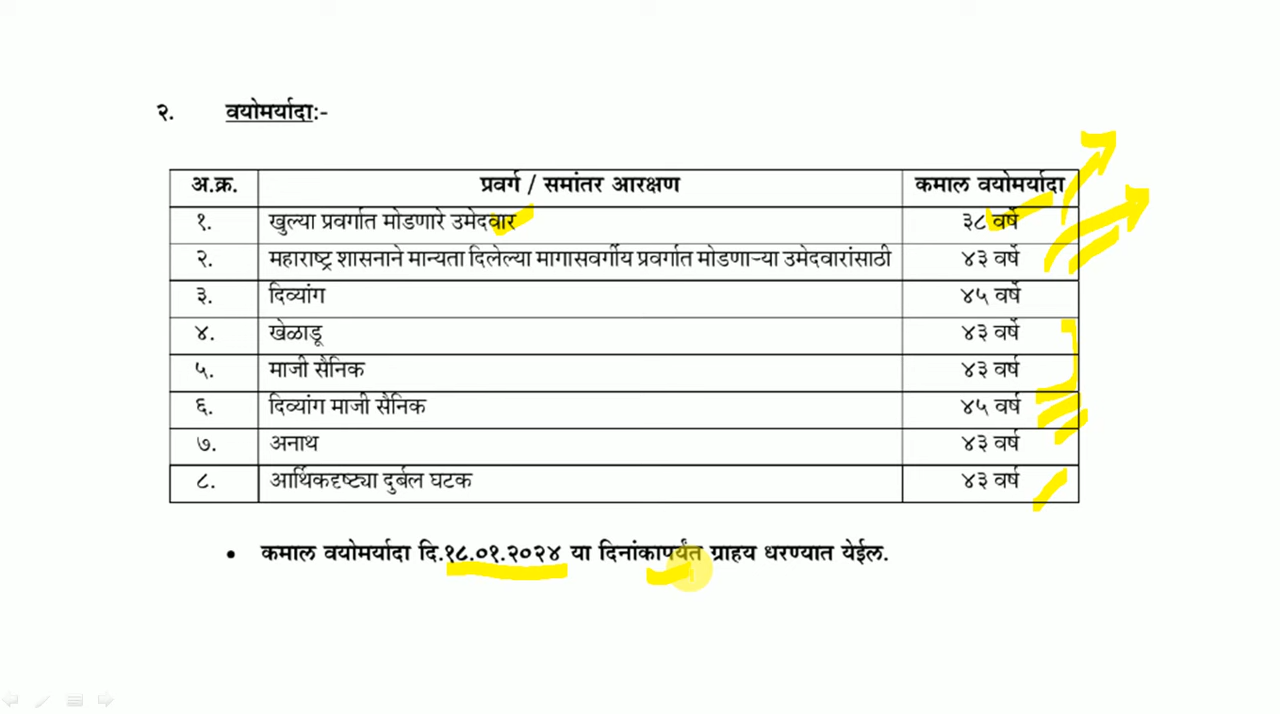 २. वयोमर्यादा:-
अ.क्र. प्रवर्ग / समांतर आरक्षण कमाल वयोमर्यादा
१. खुल्या प्रवर्गात मोडणारे उमेदवार ३८ वर्षे
२. महाराष्ट्र शासनाने मान्यता दिलेल्या मागासवर्गीय प्रवर्गात मोडणाऱ्या उमेदवारांसाठी ४३ वर्षे
३. दिव्यांग ४५ वर्षे
४. खेळाडू ४३ वर्षे
५. माजी सैनिक ४३ वर्ष
६. दिव्यांग माजी सैनिक ४५ वर्ष
७. अनाथ ४३ वर्ष
८. आर्थिकदृष्ट्या दुर्बल घटक ४३ वर्ष
• कमाल वयोमर्यादा दि.१८.०१.२०२४ या दिनांकापर्यंत ग्राहय धरण्यात येईल.